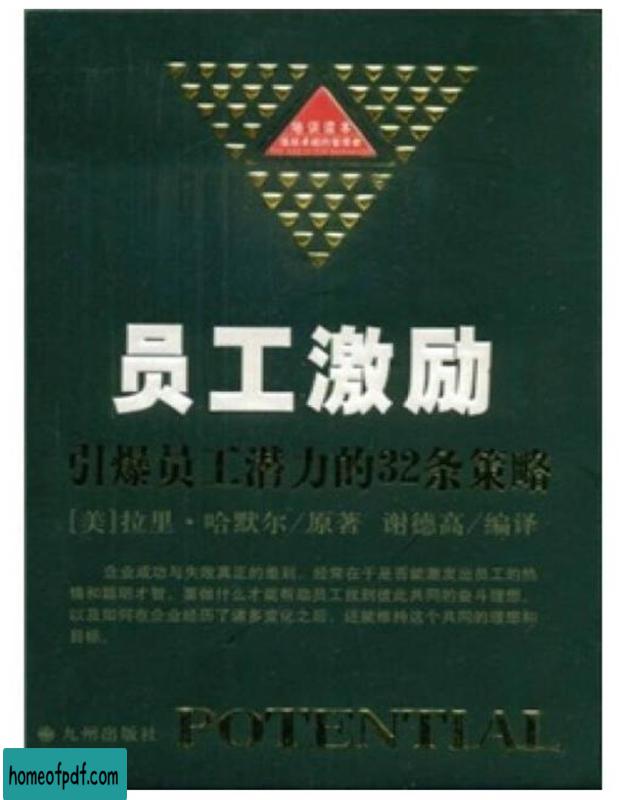 培训读本
员工激励
引爆员工潜力的32条策略
[美]拉里·哈默尔/原著 谢德高/编译
企业成功与失败真正的差别，经常在于是否能激发出员工的热
情和聪明才智。要做什么才能帮助员工找到彼此共同的奋斗理想，
以及如何在企业经历了诸多变化之后，还能维持这个共同的理想和
目标。
POTENTIAL
九州出版社
homeofpdf.com